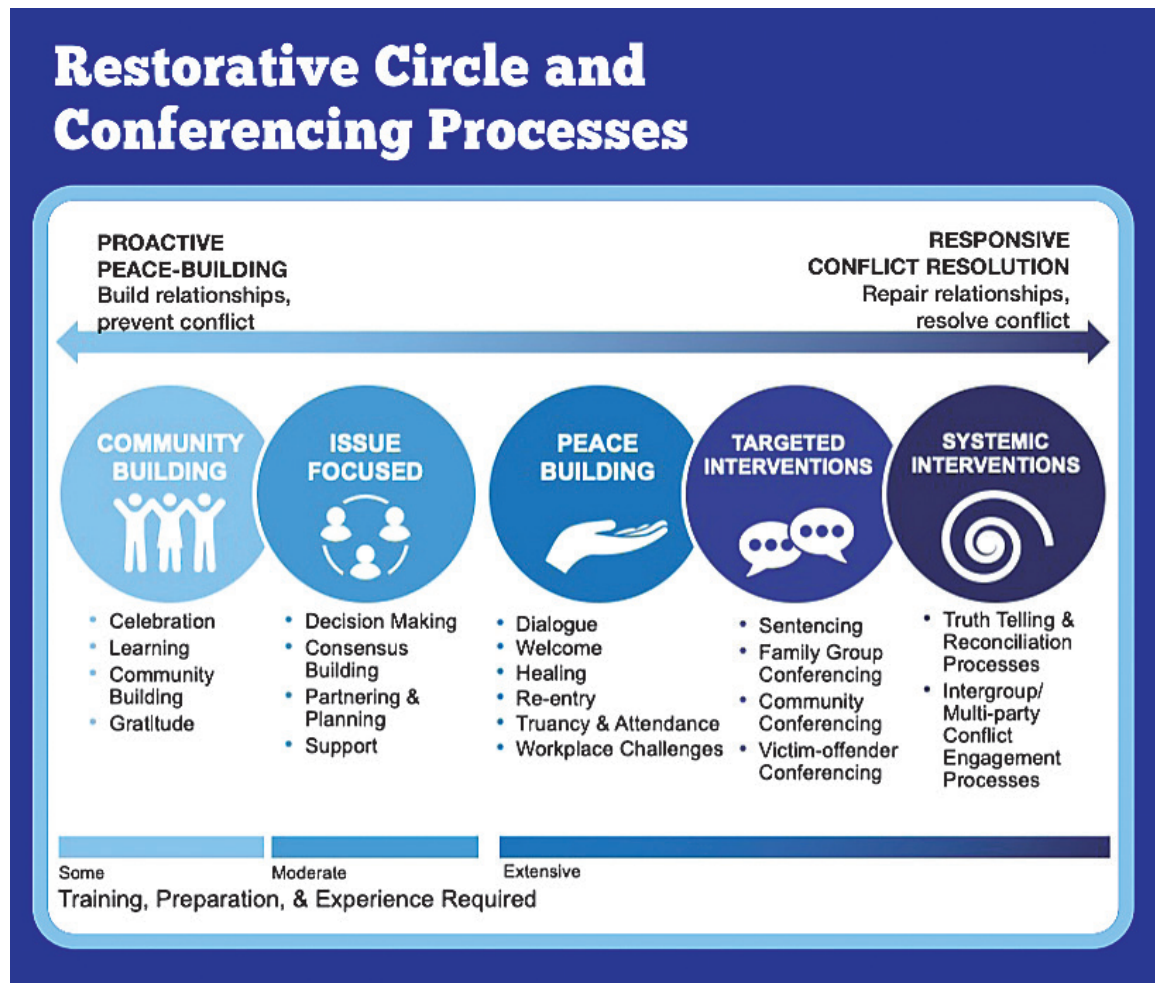 Restorative Circle and
Conferencing Processes
PROACTIVE
PEACE-BUILDING
Build relationships,
prevent conflict
RESPONSIVE
CONFLICT RESOLUTION
Repair relationships,
resolve conflict
COMMUNITY
BUILDING
• Celebration
• Learning
• Community
Building
• Gratitude
ISSUE
FOCUSED
• Decision Making
• Consensus
Building
• Partnering &
Planning
• Support
PEACE
BUILDING
• Dialogue
• Welcome
• Healing
• Re-entry
• Truancy & Attendance
• Workplace Challenges
TARGETED
INTERVENTIONS
• Sentencing
• Family Group
Conferencing
• Community
Conferencing
• Victim-offender
Conferencing
SYSTEMIC
INTERVENTIONS
• Truth Telling &
Reconciliation
Processes
• Intergroup/
Multi-party
Conflict
Engagement
Processes
Some
Moderate
Extensive
Training, Preparation, & Experience Required